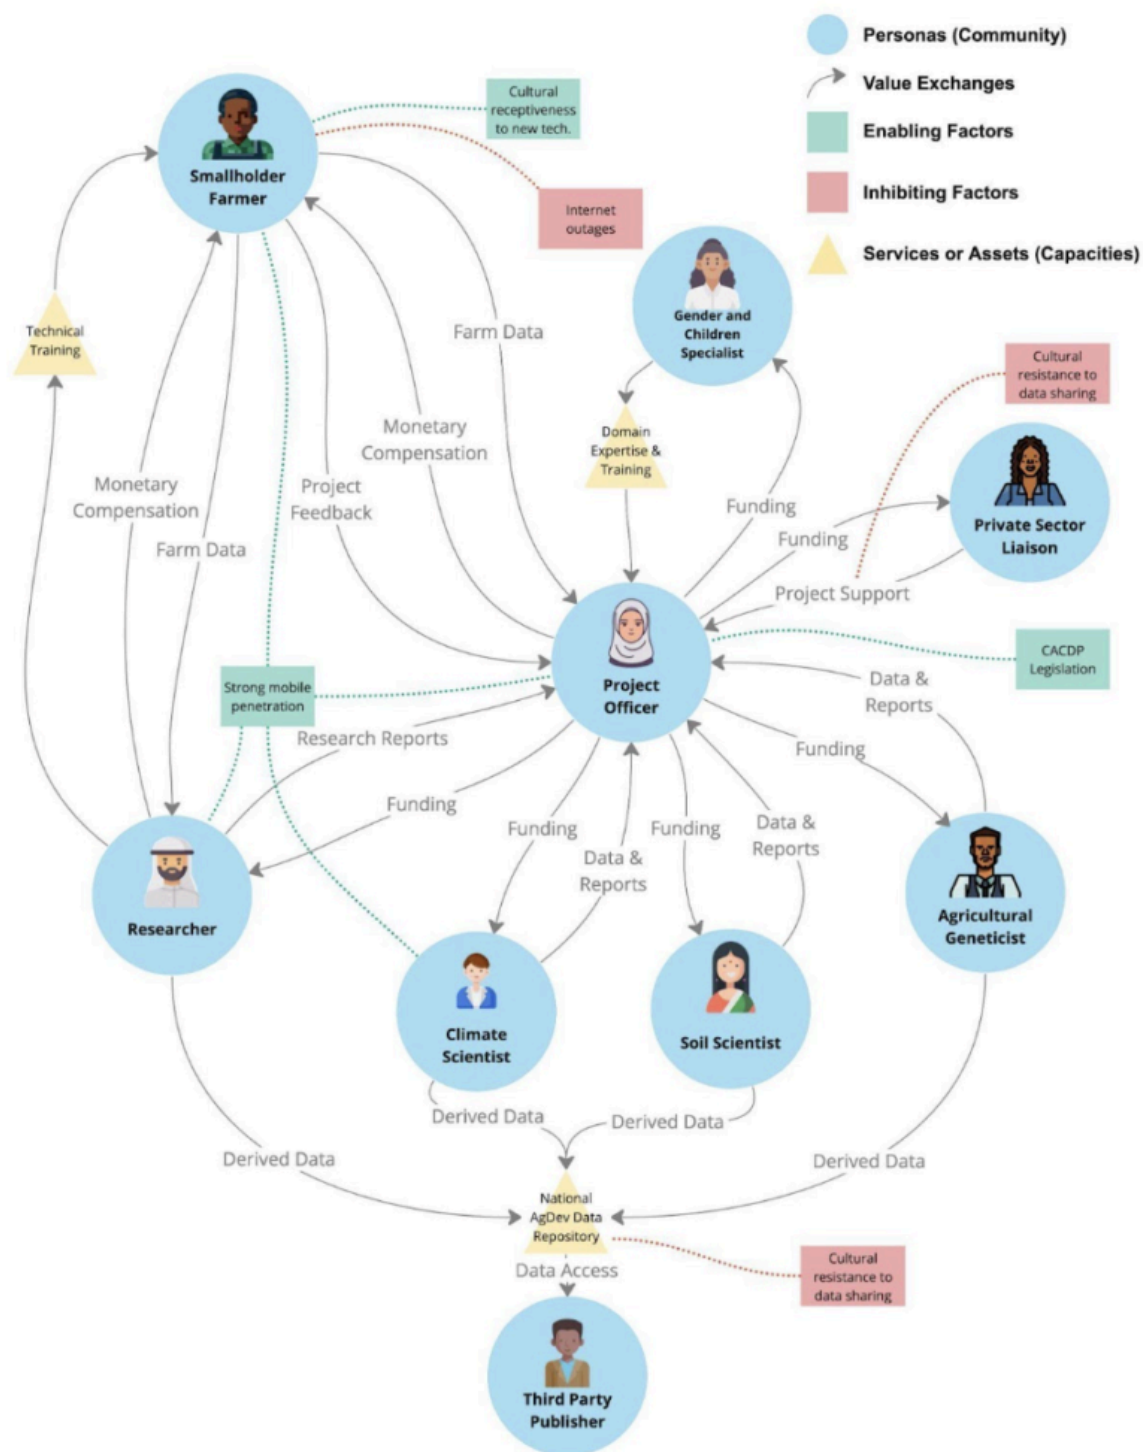 Personas (Community)
Value Exchanges
Enabling Factors
Inhibiting Factors
Services or Assets (Capacities)
Cultural
receptiveness
to new tech.
Smallholder
Farmer
Internet
outages
Gender and
Children
Specialist
Technical
Training
Farm Data
Cultural
resistance to
data sharing
Domain
Expertise &
Training
Monetary
Compensation
Project
Feedback
Monetary
Compensation
Farm Data
Funding
Private Sector
Liaison
Funding
Project Support
CACDP
Legislation
Strong mobile
penetration
Project
Officer
Data &
Reports
Research Reports
Funding
Funding
Funding
Funding
Data &
Reports
Data &
Reports
Researcher
Agricultural
Geneticist
Climate
Scientist
Soil Scientist
Derived Data
Derived Data
Derived Data
Derived Data
National
AgDev Data
Repository
Data Access
Cultural
resistance to
data sharing
Third Party
Publisher